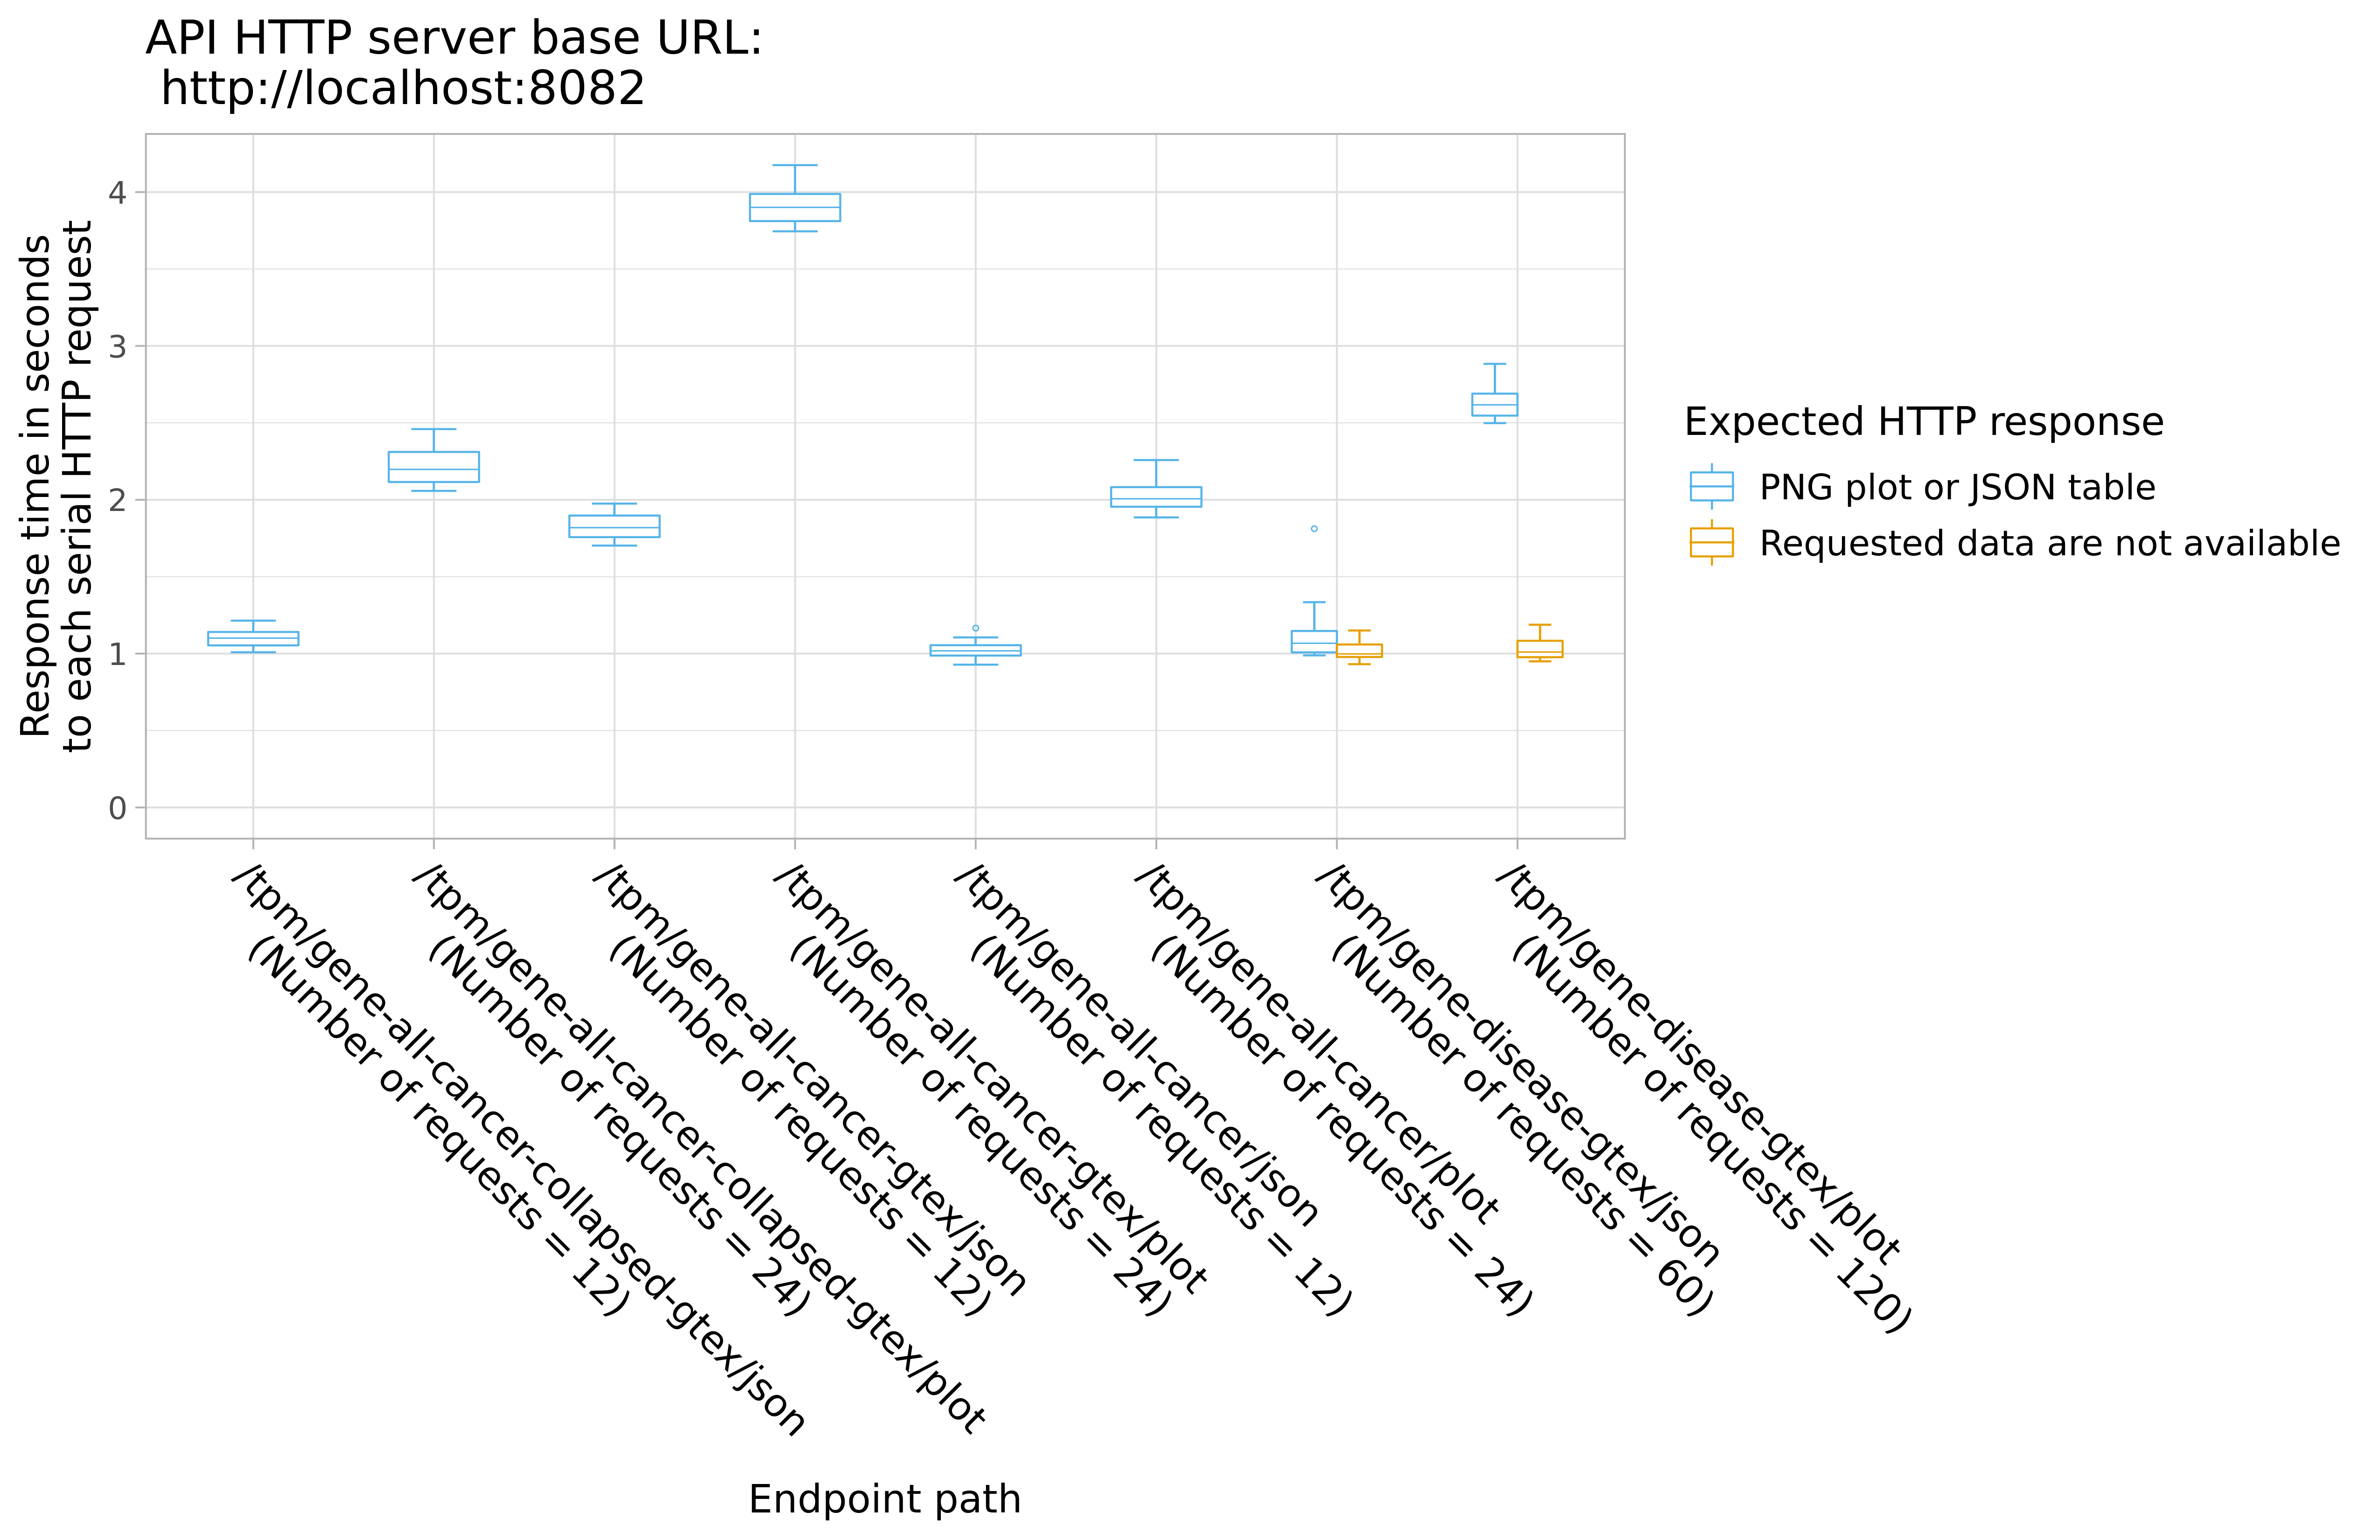 API HTTP server base URL:
http://localhost:8082
Response time in seconds
to each serial HTTP request
4
3
2
1
0
/tpm/gene-all-cancer-collapsed-gtex/json
(Number of requests = 12)
/tpm/gene-all-cancer-collapsed-gtex/plot
(Number of requests = 24)
/tpm/gene-all-cancer-gtex/json
(Number of requests = 12)
/tpm/gene-all-cancer-gtex/plot
(Number of requests = 24)
/tpm/gene-all-cancer/json
(Number of requests = 12)
/tpm/gene-all-cancer/plot
(Number of requests = 24)
/tpm/gene-disease-gtex/json
(Number of requests = 60)
/tpm/gene-disease-gtex/plot
(Number of requests = 120)
Endpoint path
Expected HTTP response
PNG plot or JSON table
Requested data are not available